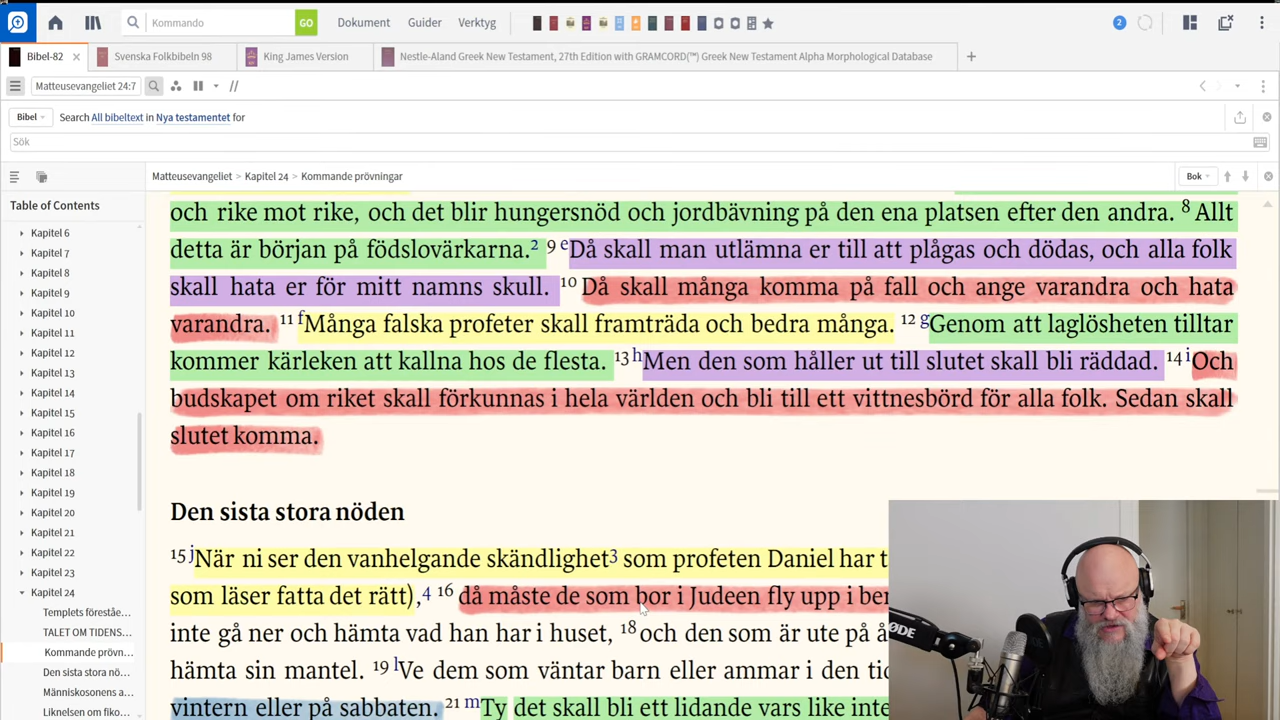 Kommando
GO
Dokument
Guider
Verktyg
2
Bibel-82
Svenska Folkbibeln 98
King James Version
Nestle-Aland Greek New Testament, 27th Edition with GRAMCORD(™) Greek New Testament Alpha Morphological Database
Matteusevangeliet 24:7
Bibel
Search All bibeltext in Nya testamentet for
Sök
Matteusevangeliet > Kapitel 24 > Kommande prövningar
Bok
Table of Contents
Kapitel 6
Kapitel 7
Kapitel 8
Kapitel 9
Kapitel 10
Kapitel 11
Kapitel 12
Kapitel 13
Kapitel 14
Kapitel 15
Kapitel 16
Kapitel 17
Kapitel 18
Kapitel 19
Kapitel 20
Kapitel 21
Kapitel 22
Kapitel 23
Kapitel 24
Templets förestående...
TALET OM TIDENS...
Kommande prövn...
Den sista stora nö...
Människosonens a...
Liknelsen om fiko...
och rike mot rike, och det blir hungersnöd och jordbävning på den ena platsen efter den andra. 8 Allt
detta är början på födslovärkarna.2 9 eDå skall man utlämna er till att plågas och dödas, och alla folk
skall hata er för mitt namns skull. 10 Då skall många komma på fall och ange varandra och hata
varandra. 11 fMånga falska profeter skall framträda och bedra många. 12 gGenom att laglösheten tilltar
kommer kärleken att kallna hos de flesta. 13 hMen den som håller ut till slutet skall bli räddad. 14 iOch
budskapet om riket skall förkunnas i hela världen och bli till ett vittnesbörd för alla folk. Sedan skall
slutet komma.
Den sista stora nöden
15 jNär ni ser den vanhelgande skändlighet3 som profeten Daniel har t
som läser fatta det rätt),4 16 då måste de som bor i Judeen fly upp i ber
inte gå ner och hämta vad han har i huset, 18 och den som är ute på å
hämta sin mantel. 19 lVe dem som väntar barn eller ammar i den tid
vintern eller på sabbaten. 21 mTy det skall bli ett lidande vars like inte
RØDE